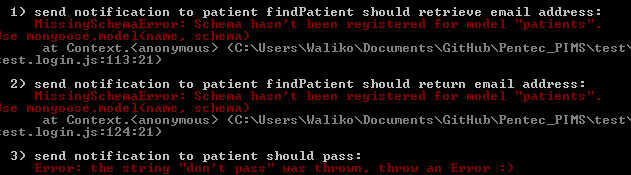 1) send notification to patient findPatient should retrieve email address:
MissingSchemaError: Schema hasn't been registered for model "patients".
se mongoose.model(name, schema)
at Context.<anonymous> (C:\Users\Waliko\Documents\GitHub\Pentec_PIMS\test\
test.login.js:113:21)
2) send notification to patient findPatient should return email address:
MissingSchemaError: Schema hasn't been registered for model "patients".
se mongoose.model(name, schema)
at Context.<anonymous> (C:\Users\Waliko\Documents\GitHub\Pentec_PIMS\test\
test.login.js:124:21)
3) send notification to patient should pass:
Error: the string "don't pass" was thrown, throw an Error :)